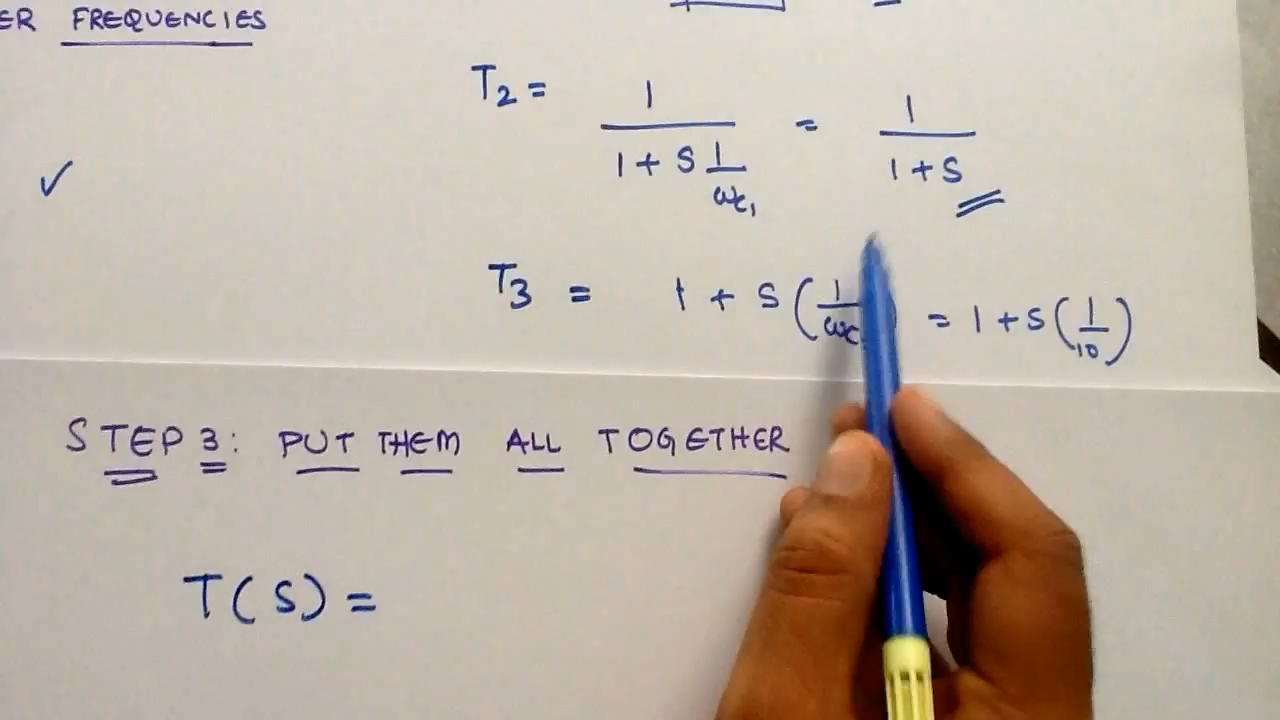 ER FREQUENCIES
T2 = 1 / (1 + S 1/ωc1) = 1 / (1 + S)
✓
T3 = 1 + S (1/ωc) = 1 + S (1/10)
STEP 3: PUT THEM ALL TOGETHER
T(S) =